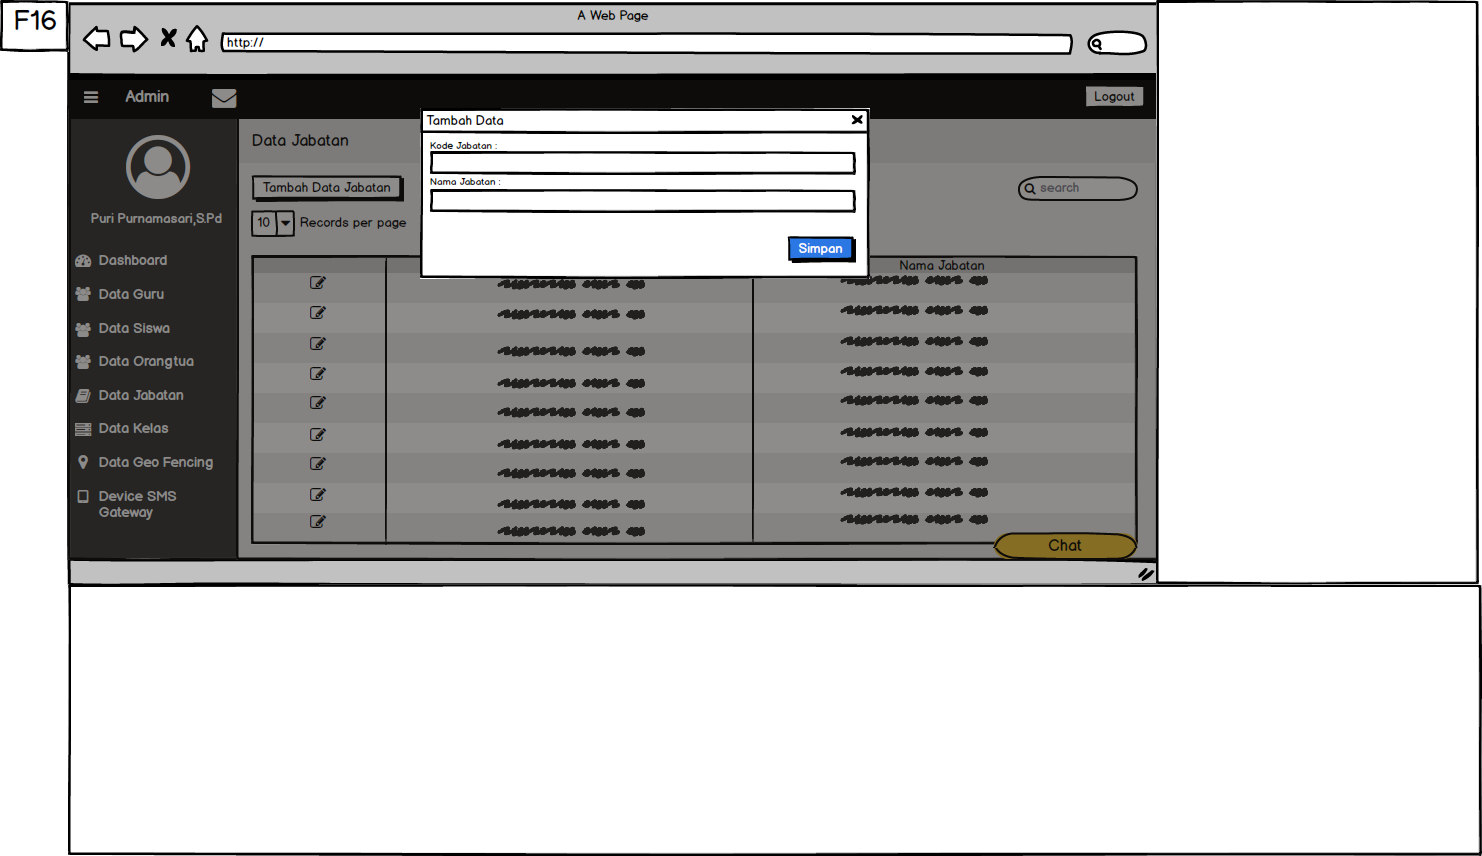 F16
A Web Page
http://
Admin
Logout
Puri Purnamasari,S.Pd
Dashboard
Data Guru
Data Siswa
Data Orangtua
Data Jabatan
Data Kelas
Data Geo Fencing
Device SMS
Gateway
Data Jabatan
Tambah Data Jabatan
search
10
Records per page
Nama Jabatan
Tambah Data
Kode Jabatan :
Nama Jabatan :
Simpan
Chat